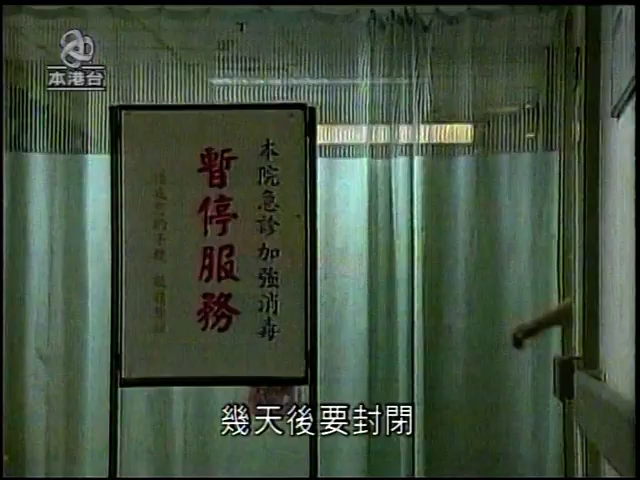 本港台
本院急診加強消毒
暫停服務
幾天後要封閉